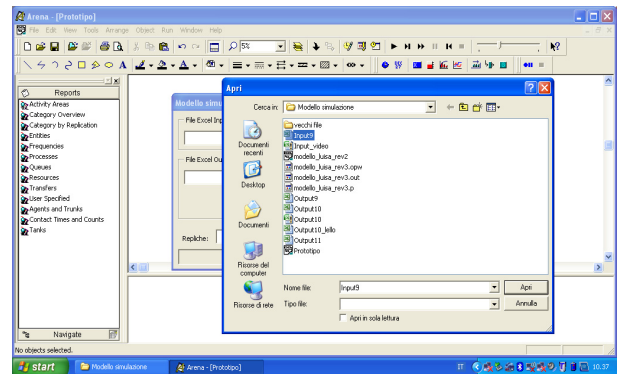 Arena - [Prototipo]
File Edit View Tools Arrange Object Run Window Help
5%
Reports
Activity Areas
Category Overview
Category by Replication
Entities
Frequencies
Processes
Queues
Resources
Transfers
User Specified
Agents and Trunks
Contact Times and Counts
Tanks
Navigate
Modello simu
File Excel Inp
File Excel Ou
Repliche:
Apri
Cerca in: Modello simulazione
Documenti recenti
Desktop
Documenti
Risorse del computer
Risorse di rete
vecchi file
Input9
Input_video
modello_luisa_rev2
modello_luisa_rev3.opw
modello_luisa_rev3.out
modello_luisa_rev3.p
Output9
Output10
Output10
Output10_lello
Output11
Prototipo
Nome file: Input9 Apri
Tipo file: Annulla
Apri in sola lettura
No objects selected.
start Modello simulazione Arena - [Prototipo] IT 10.37